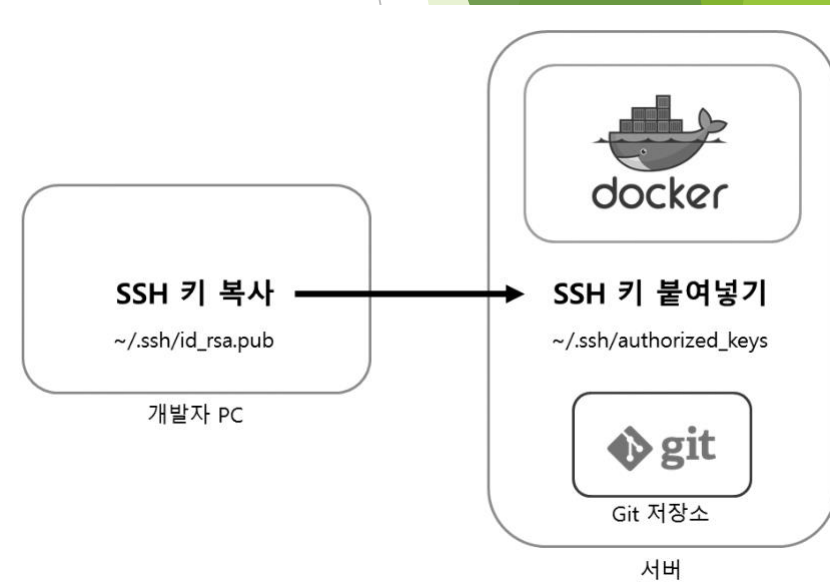 docker
SSH 키 복사
~/.ssh/id_rsa.pub
개발자 PC
SSH 키 붙여넣기
~/.ssh/authorized_keys
git
Git 저장소
서버